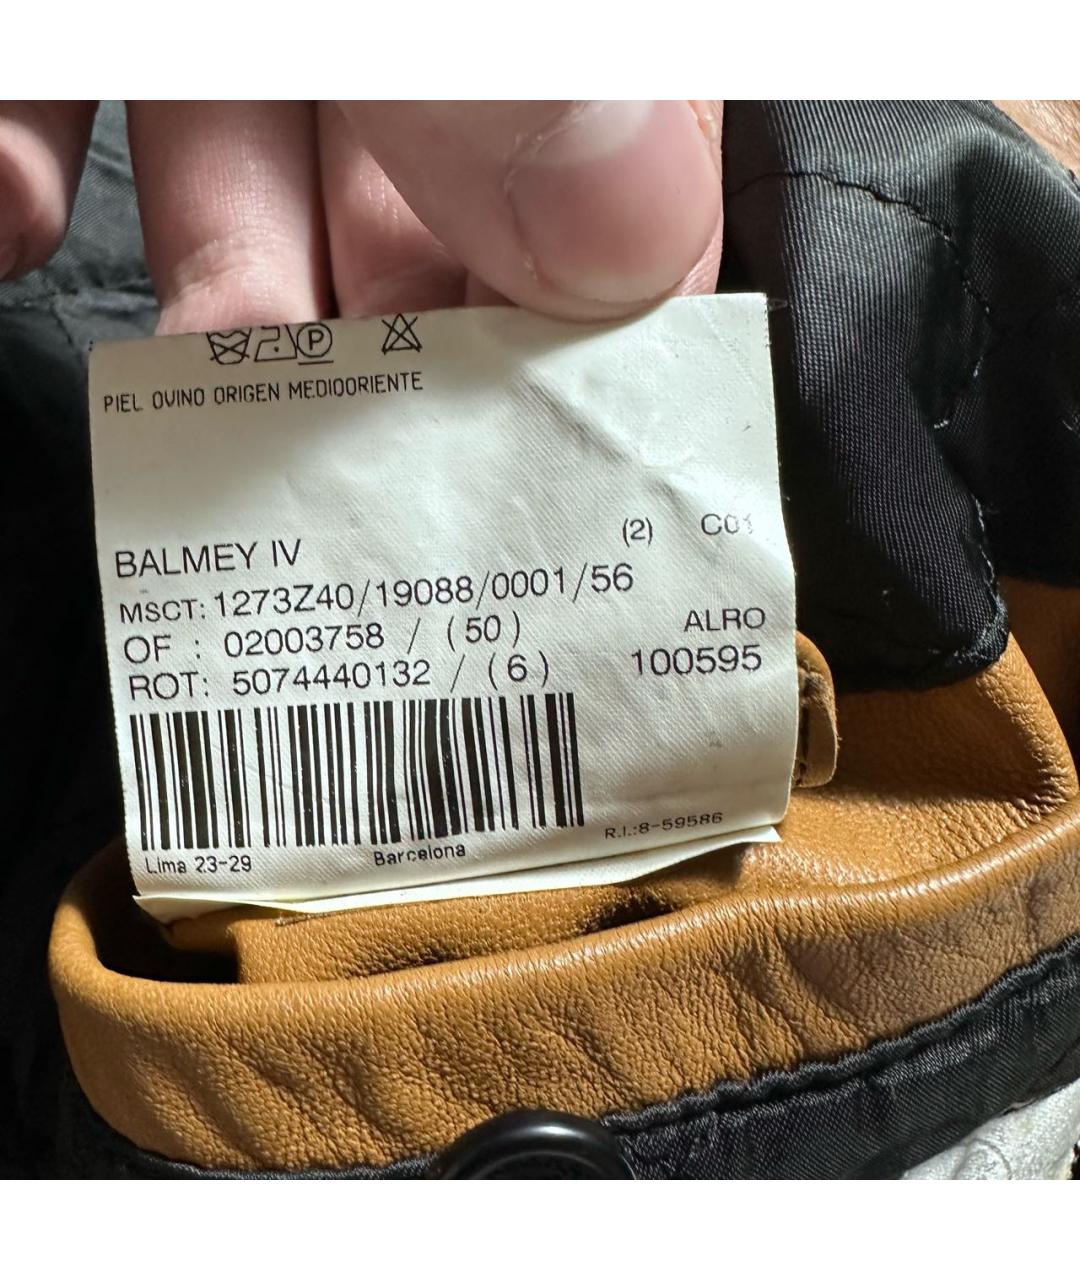 P
PIEL OVINO ORIGEN MEDIOORIENTE
(2) C01
BALMEY IV
MSCT: 1273Z40/19088/0001/56
OF : 02003758 / (50) ALRO
ROT: 5074440132 / (6) 100595
R.I.:8-59586
Lima 23-29 Barcelona